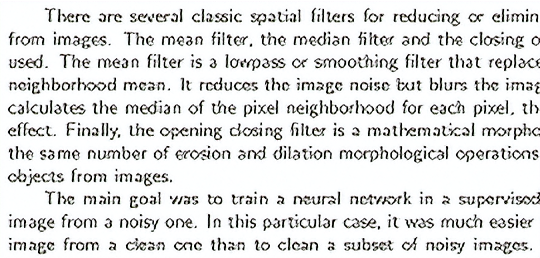 There are several classic spatial filters for reducing or elimin
from images. The mean filter, the median filter and the closing o
used. The mean filter is a lowpass or smoothing filter that replace
neighborhood mean. It reduces the image noise but blurs the imag
calculates the median of the pixel neighborhood for each pixel, th
effect. Finally, the opening closing filter is a mathematical morpho
the same number of erosion and dilation morphological operations
objects from images.
The main goal was to train a neural network in a supervised
image from a noisy one. In this particular case, it was much easier
image from a clean one than to clean a subset of noisy images.